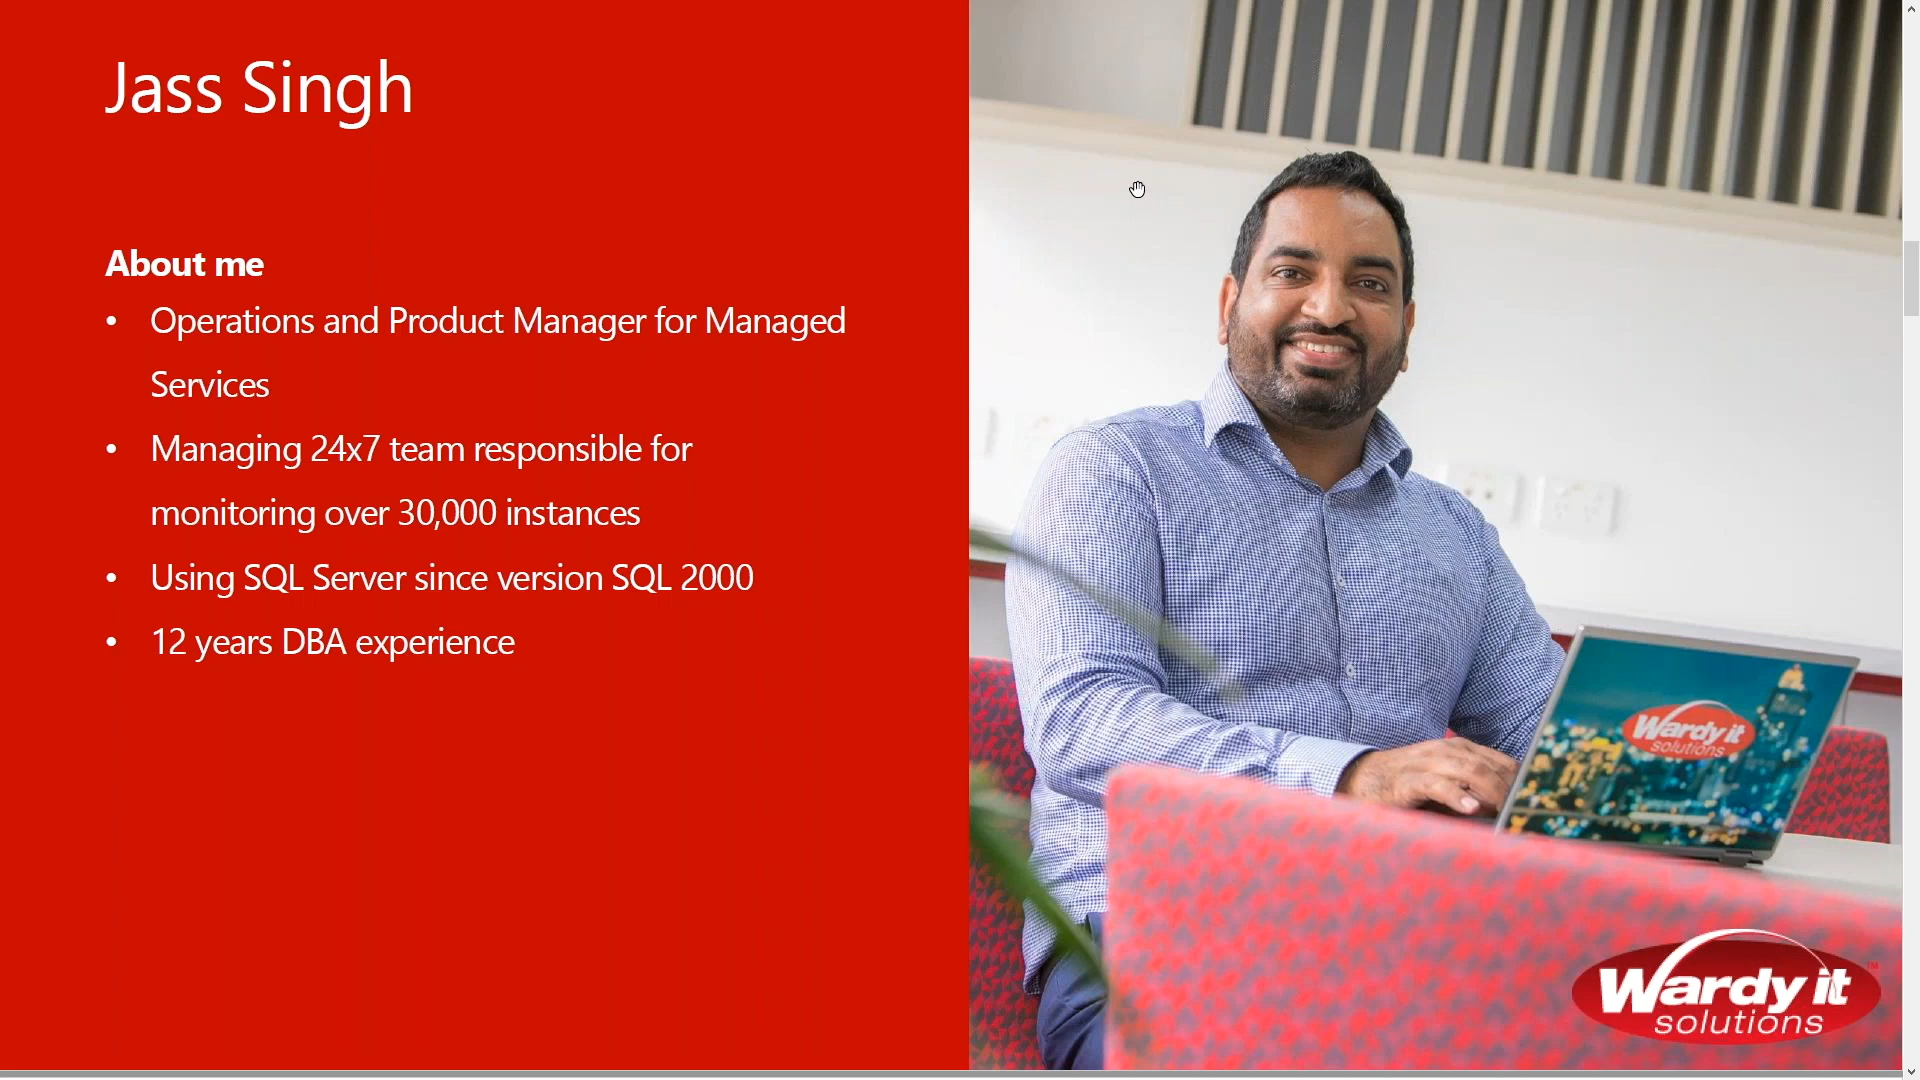 Jass Singh
About me
• Operations and Product Manager for Managed
Services
• Managing 24x7 team responsible for
monitoring over 30,000 instances
• Using SQL Server since version SQL 2000
• 12 years DBA experience
Wardy it
solutions
Wardy it
solutions
TM